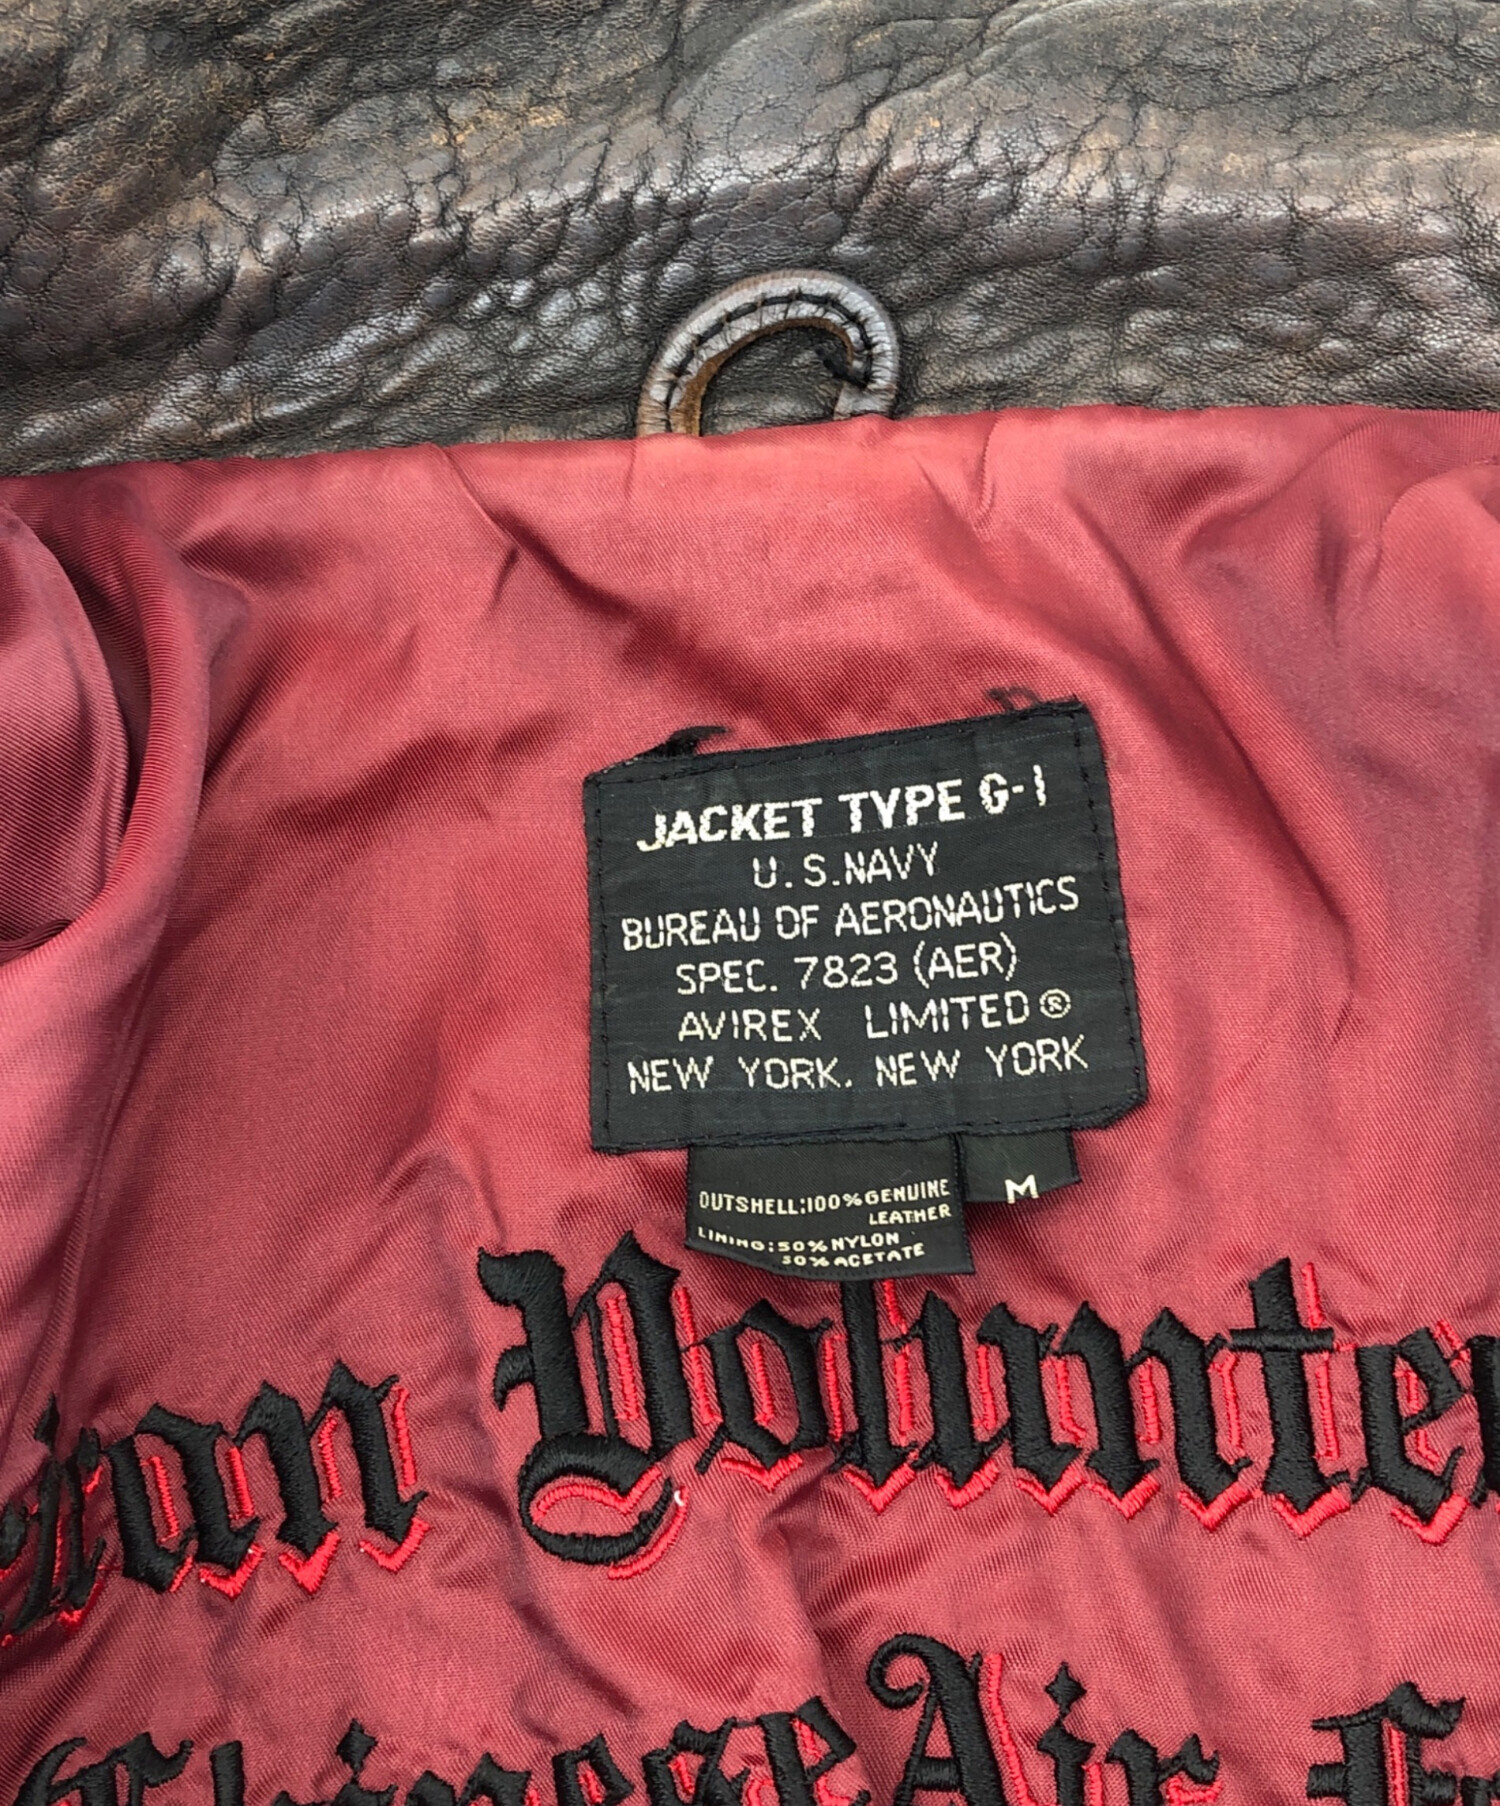 JACKET TYPE G-1
U.S.NAVY
BUREAU OF AERONAUTICS
SPEC. 7823 (AER)
AVIREX LIMITED ®
NEW YORK. NEW YORK
M
OUTSHELL:100%GENUINE
LEATHER
LINING:50%NYLON
50%ACETATE
Chinese Air